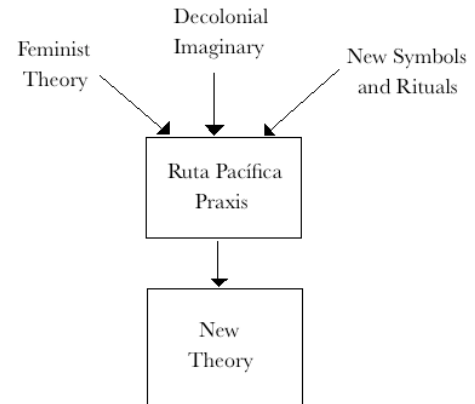 Feminist
Theory
Decolonial
Imaginary
New Symbols
and Rituals
Ruta Pacífica
Praxis
New
Theory